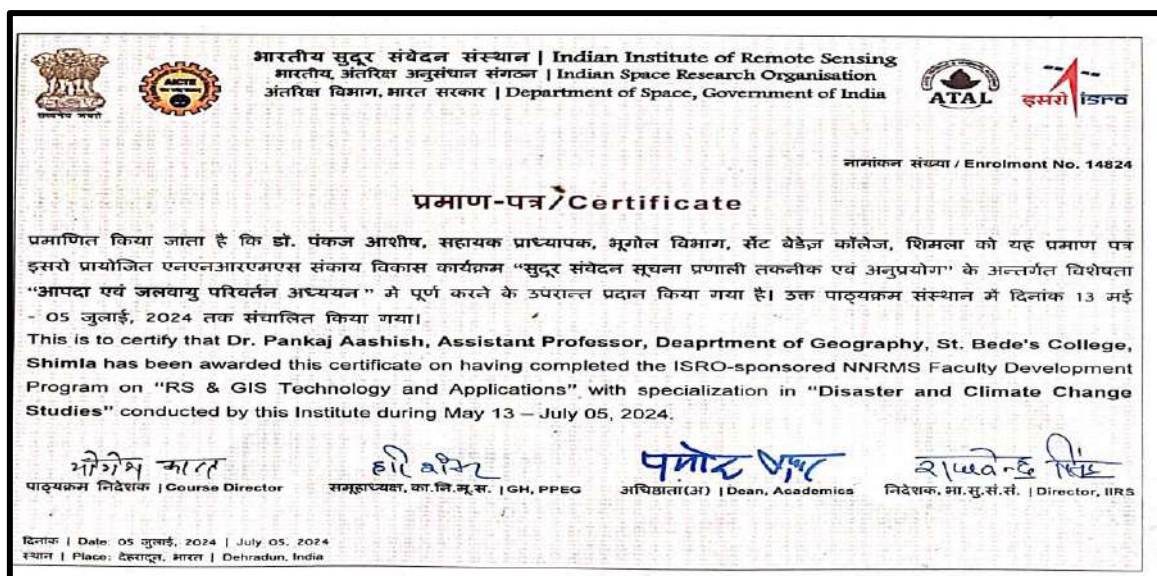 भारतीय सुदूर संवेदन संस्थान | Indian Institute of Remote Sensing
भारतीय अंतरिक्ष अनुसंधान संगठन | Indian Space Research Organisation
अंतरिक्ष विभाग, भारत सरकार | Department of Space, Government of India
सत्यमेव जयते
AICTE
ATAL
इसरो isro
नामांकन संख्या / Enrolment No. 14824
प्रमाण-पत्र / Certificate
प्रमाणित किया जाता है कि डॉ. पंकज आशीष, सहायक प्राध्यापक, भूगोल विभाग, सेंट बेडेज़ कॉलेज, शिमला को यह प्रमाण पत्र
इसरो प्रायोजित एनएनआरएमएस संकाय विकास कार्यक्रम “सुदूर संवेदन सूचना प्रणाली तकनीक एवं अनुप्रयोग” के अन्तर्गत विशेषता
“आपदा एवं जलवायु परिवर्तन अध्ययन” मे पूर्ण करने के उपरान्त प्रदान किया गया है। उक्त पाठ्यक्रम संस्थान में दिनांक 13 मई
- 05 जुलाई, 2024 तक संचालित किया गया।
This is to certify that Dr. Pankaj Aashish, Assistant Professor, Deaprtment of Geography, St. Bede's College,
Shimla has been awarded this certificate on having completed the ISRO-sponsored NNRMS Faculty Development
Program on "RS & GIS Technology and Applications" with specialization in "Disaster and Climate Change
Studies" conducted by this Institute during May 13 – July 05, 2024.
पाठ्यक्रम निदेशक | Course Director
समूहाध्यक्ष, का.नि.मू.स. | GH, PPEG
अधिष्ठाता(अ) | Dean, Academics
निदेशक, भा.सु.सं.सं. | Director, IIRS
दिनांक | Date: 05 जुलाई, 2024 | July 05, 2024
स्थान | Place: देहरादून, भारत | Dehradun, India